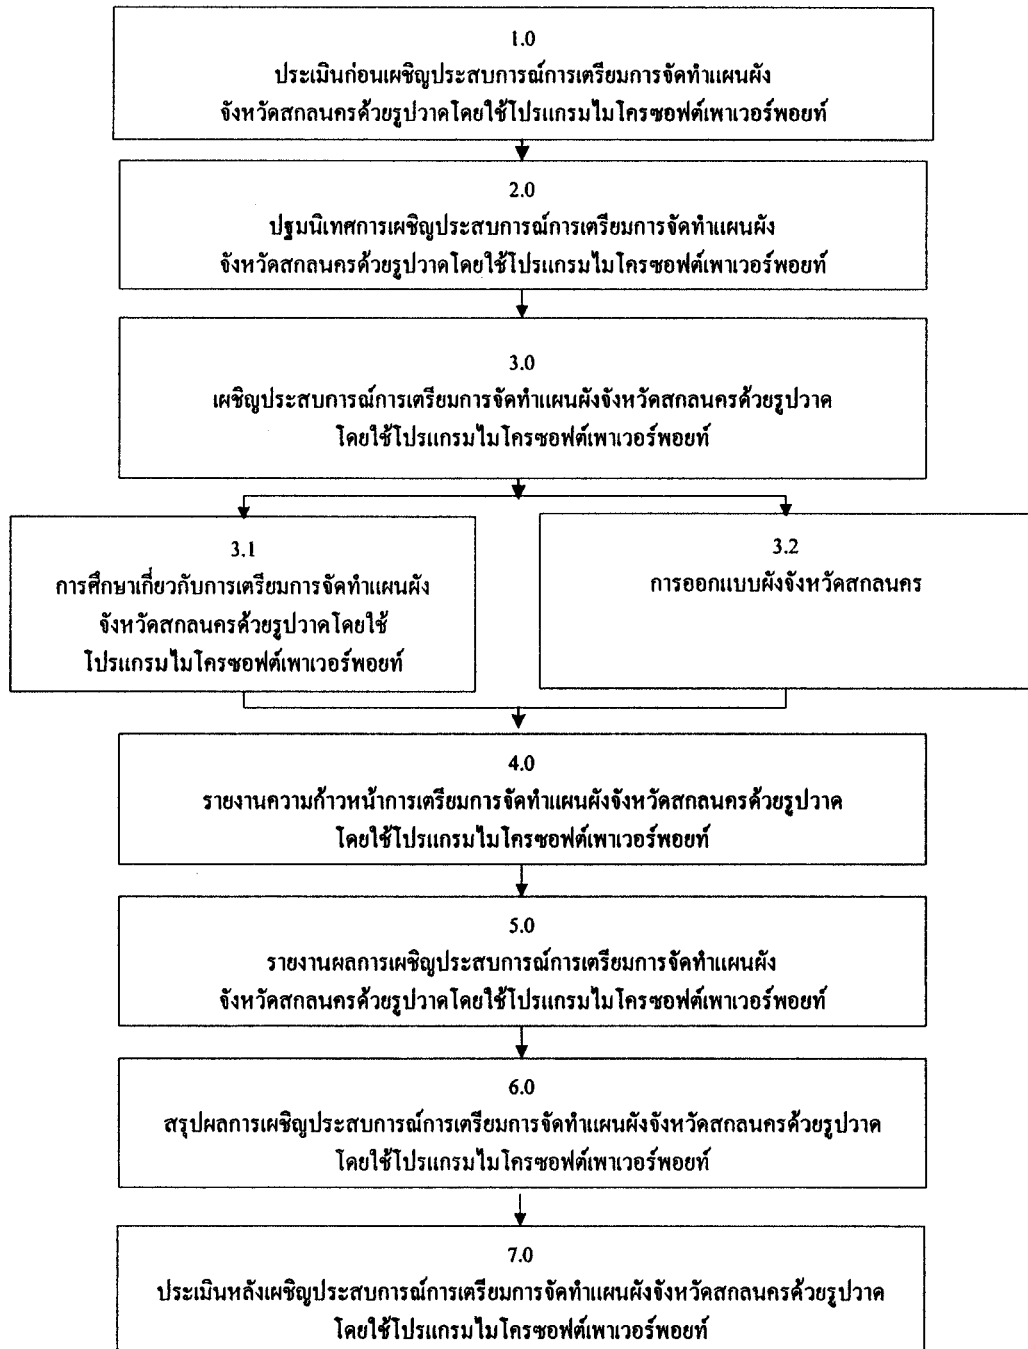 1.0
ประเมินก่อนเผชิญประสบการณ์การเตรียมการจัดทำแผนผัง
จังหวัดสกลนครด้วยรูปวาดโดยใช้โปรแกรมไมโครซอฟต์เพาเวอร์พอยท์
2.0
ปฐมนิเทศการเผชิญประสบการณ์การเตรียมการจัดทำแผนผัง
จังหวัดสกลนครด้วยรูปวาดโดยใช้โปรแกรมไมโครซอฟต์เพาเวอร์พอยท์
3.0
เผชิญประสบการณ์การเตรียมการจัดทำแผนผังจังหวัดสกลนครด้วยรูปวาด
โดยใช้โปรแกรมไมโครซอฟต์เพาเวอร์พอยท์
3.1
การศึกษาเกี่ยวกับการเตรียมการจัดทำแผนผัง
จังหวัดสกลนครด้วยรูปวาดโดยใช้
โปรแกรมไมโครซอฟต์เพาเวอร์พอยท์
3.2
การออกแบบผังจังหวัดสกลนคร
4.0
รายงานความก้าวหน้าการเตรียมการจัดทำแผนผังจังหวัดสกลนครด้วยรูปวาด
โดยใช้โปรแกรมไมโครซอฟต์เพาเวอร์พอยท์
5.0
รายงานผลการเผชิญประสบการณ์การเตรียมการจัดทำแผนผัง
จังหวัดสกลนครด้วยรูปวาดโดยใช้โปรแกรมไมโครซอฟต์เพาเวอร์พอยท์
6.0
สรุปผลการเผชิญประสบการณ์การเตรียมการจัดทำแผนผังจังหวัดสกลนครด้วยรูปวาด
โดยใช้โปรแกรมไมโครซอฟต์เพาเวอร์พอยท์
7.0
ประเมินหลังเผชิญประสบการณ์การเตรียมการจัดทำแผนผังจังหวัดสกลนครด้วยรูปวาด
โดยใช้โปรแกรมไมโครซอฟต์เพาเวอร์พอยท์